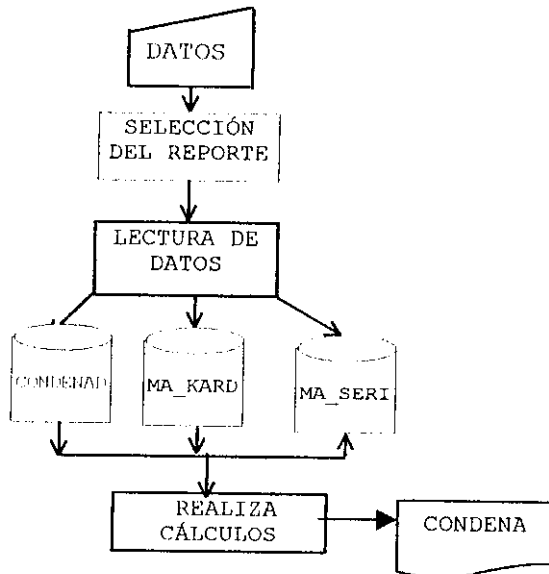 DATOS
SELECCIÓN
DEL REPORTE
LECTURA DE
DATOS
CONDENAD
MA_KARD
MA_SERI
REALIZA
CÁLCULOS
CONDENA